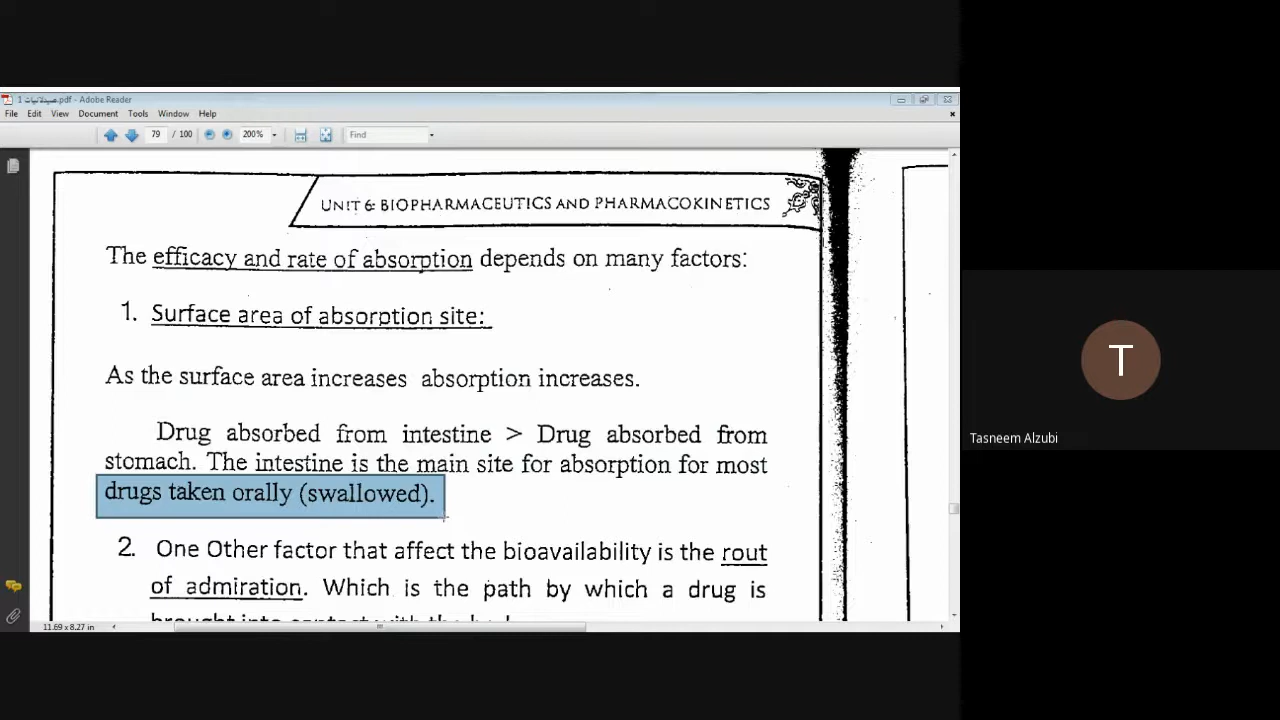 صيدلانيات 1.pdf - Adobe Reader
File Edit View Document Tools Window Help
79 / 100 200% Find
UNIT 6: BIOPHARMACEUTICS AND PHARMACOKINETICS
The efficacy and rate of absorption depends on many factors:
1. Surface area of absorption site:
As the surface area increases absorption increases.
Drug absorbed from intestine > Drug absorbed from
stomach. The intestine is the main site for absorption for most
drugs taken orally (swallowed).
2. One Other factor that affect the bioavailability is the rout
of admiration. Which is the path by which a drug is
11.69 x 8.27 in
T
Tasneem Alzubi